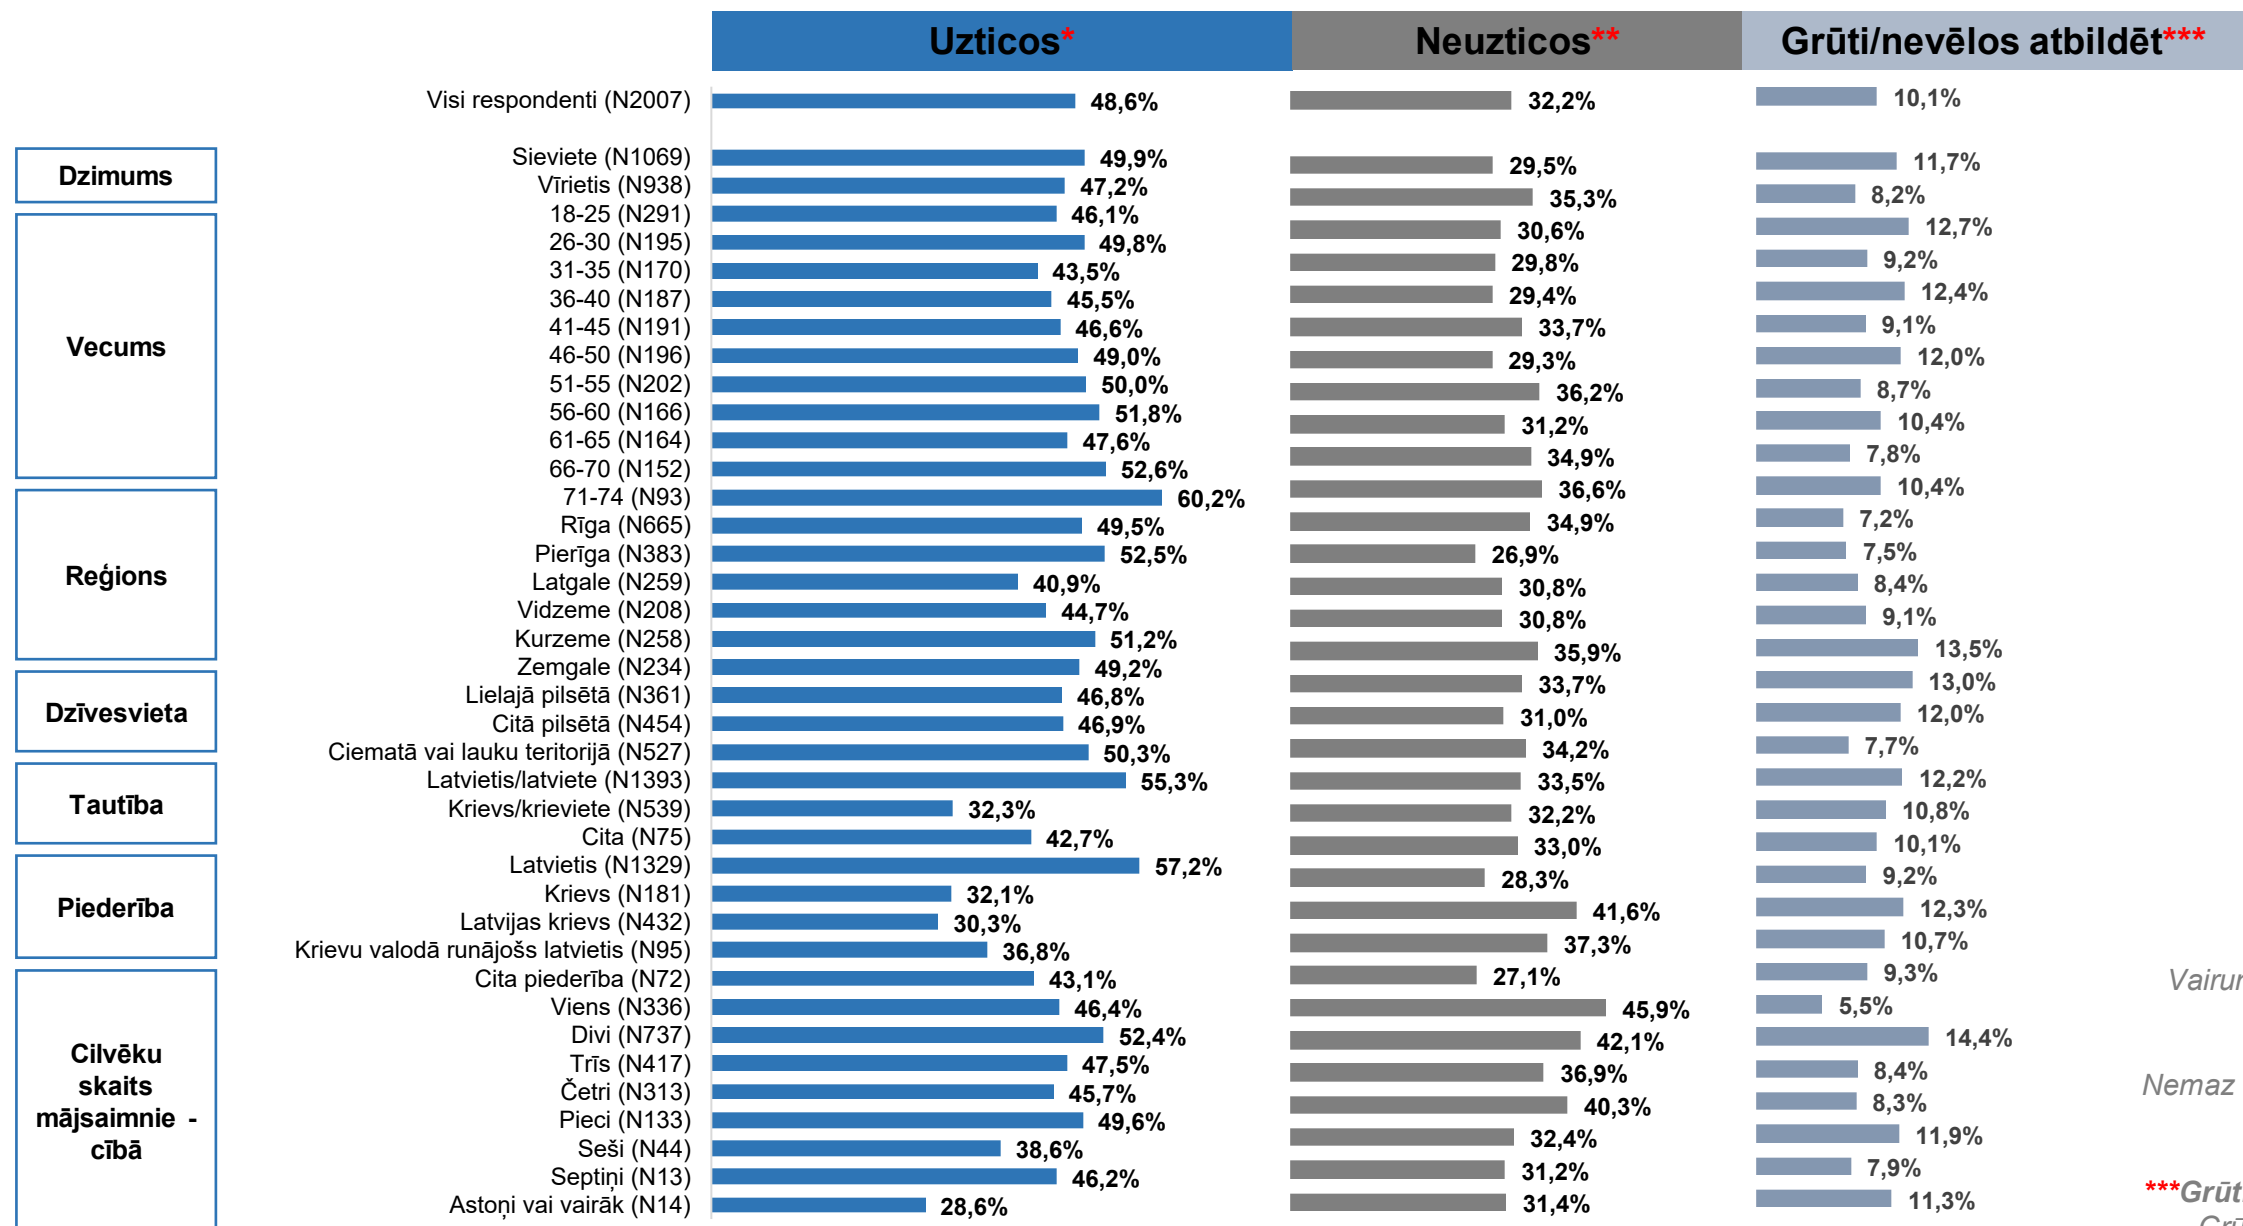 Uzticos* Neuzticos** Grūti/nevēlos atbildēt***
Visi respondenti (N2007) 48,6% 32,2% 10,1%
Dzimums
Sieviete (N1069) 49,9% 29,5% 11,7%
Vīrietis (N938) 47,2% 35,3% 8,2%
Vecums
18-25 (N291) 46,1% 30,6% 12,7%
26-30 (N195) 49,8% 29,8% 9,2%
31-35 (N170) 43,5% 29,4% 12,4%
36-40 (N187) 45,5% 33,7% 9,1%
41-45 (N191) 46,6% 29,3% 12,0%
46-50 (N196) 49,0% 36,2% 8,7%
51-55 (N202) 50,0% 31,2% 10,4%
56-60 (N166) 51,8% 34,9% 7,8%
61-65 (N164) 47,6% 36,6% 10,4%
66-70 (N152) 52,6% 34,9% 7,2%
71-74 (N93) 60,2% 26,9% 7,5%
Reģions
Rīga (N665) 49,5% 30,8% 8,4%
Pierīga (N383) 52,5% 30,8% 9,1%
Latgale (N259) 40,9% 35,9% 13,5%
Vidzeme (N208) 44,7% 33,7% 13,0%
Kurzeme (N258) 51,2% 31,0% 12,0%
Zemgale (N234) 49,2% 34,2% 7,7%
Dzīvesvieta
Lielajā pilsētā (N361) 46,8% 33,5% 12,2%
Citā pilsētā (N454) 46,9% 32,2% 10,8%
Ciematā vai lauku teritorijā (N527) 50,3% 33,0% 10,1%
Tautība
Latvietis/latviete (N1393) 55,3% 28,3% 9,2%
Krievs/krieviete (N539) 32,3% 41,6% 12,3%
Cita (N75) 42,7% 37,3% 10,7%
Piederība
Latvietis (N1329) 57,2% 27,1% 9,3%
Krievs (N181) 32,1% 45,9% 5,5%
Latvijas krievs (N432) 30,3% 42,1% 14,4%
Krievu valodā runājošs latvietis (N95) 36,8% 36,9% 8,4%
Cita piederība (N72) 43,1% 40,3% 8,3%
Cilvēku
skaits
mājsaimnie -
cībā
Viens (N336) 46,4% 32,4% 11,9%
Divi (N737) 52,4% 31,2% 7,9%
Trīs (N417) 47,5% 31,4% 11,3%
Četri (N313) 45,7%
Pieci (N133) 49,6%
Seši (N44) 38,6%
Septiņi (N13) 46,2%
Astoņi vai vairāk (N14) 28,6%
Nemaz